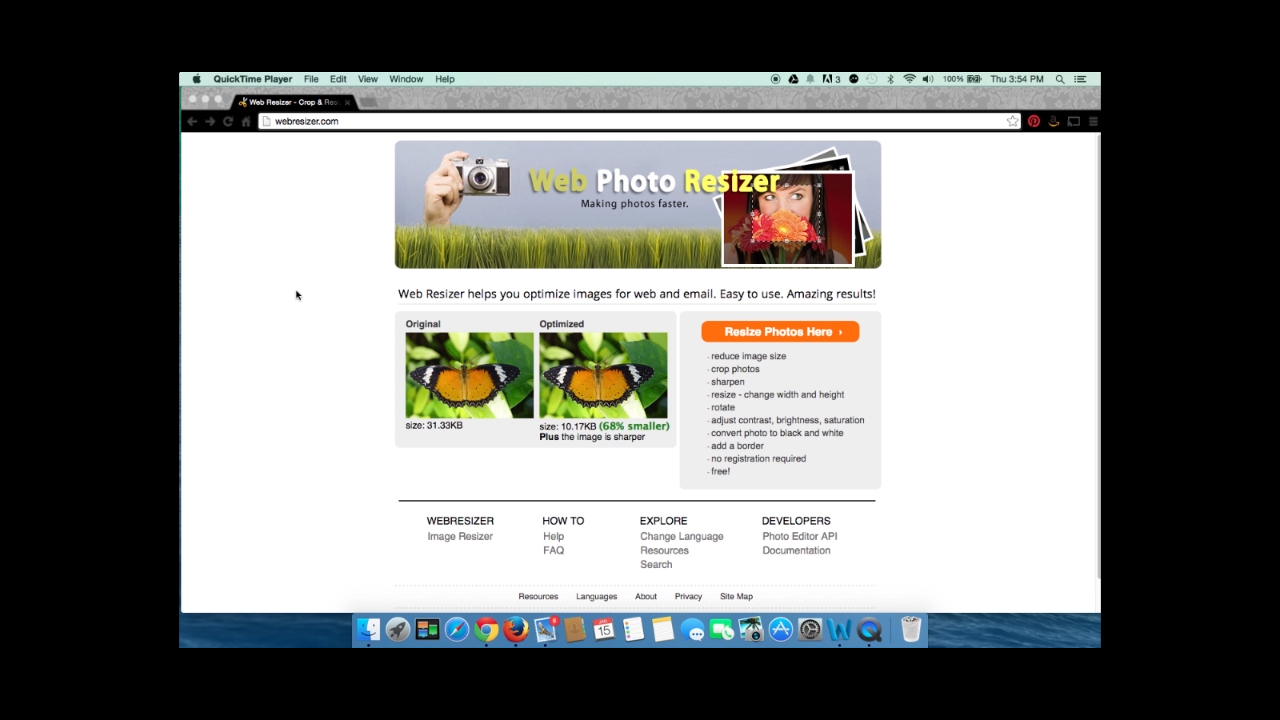 QuickTime Player File Edit View Window Help 3 100% Thu 3:54 PM
Web Resizer - Crop & Res
webresizer.com
Web Photo Resizer
Making photos faster.
Web Resizer helps you optimize images for web and email. Easy to use. Amazing results!
Original
Optimized
size: 31.33KB
size: 10.17KB (68% smaller)
Plus the image is sharper
Resize Photos Here ›
· reduce image size
· crop photos
· sharpen
· resize - change width and height
· rotate
· adjust contrast, brightness, saturation
· convert photo to black and white
· add a border
· no registration required
· free!
WEBRESIZER
Image Resizer
HOW TO
Help
FAQ
EXPLORE
Change Language
Resources
Search
DEVELOPERS
Photo Editor API
Documentation
Resources Languages About Privacy Site Map
15